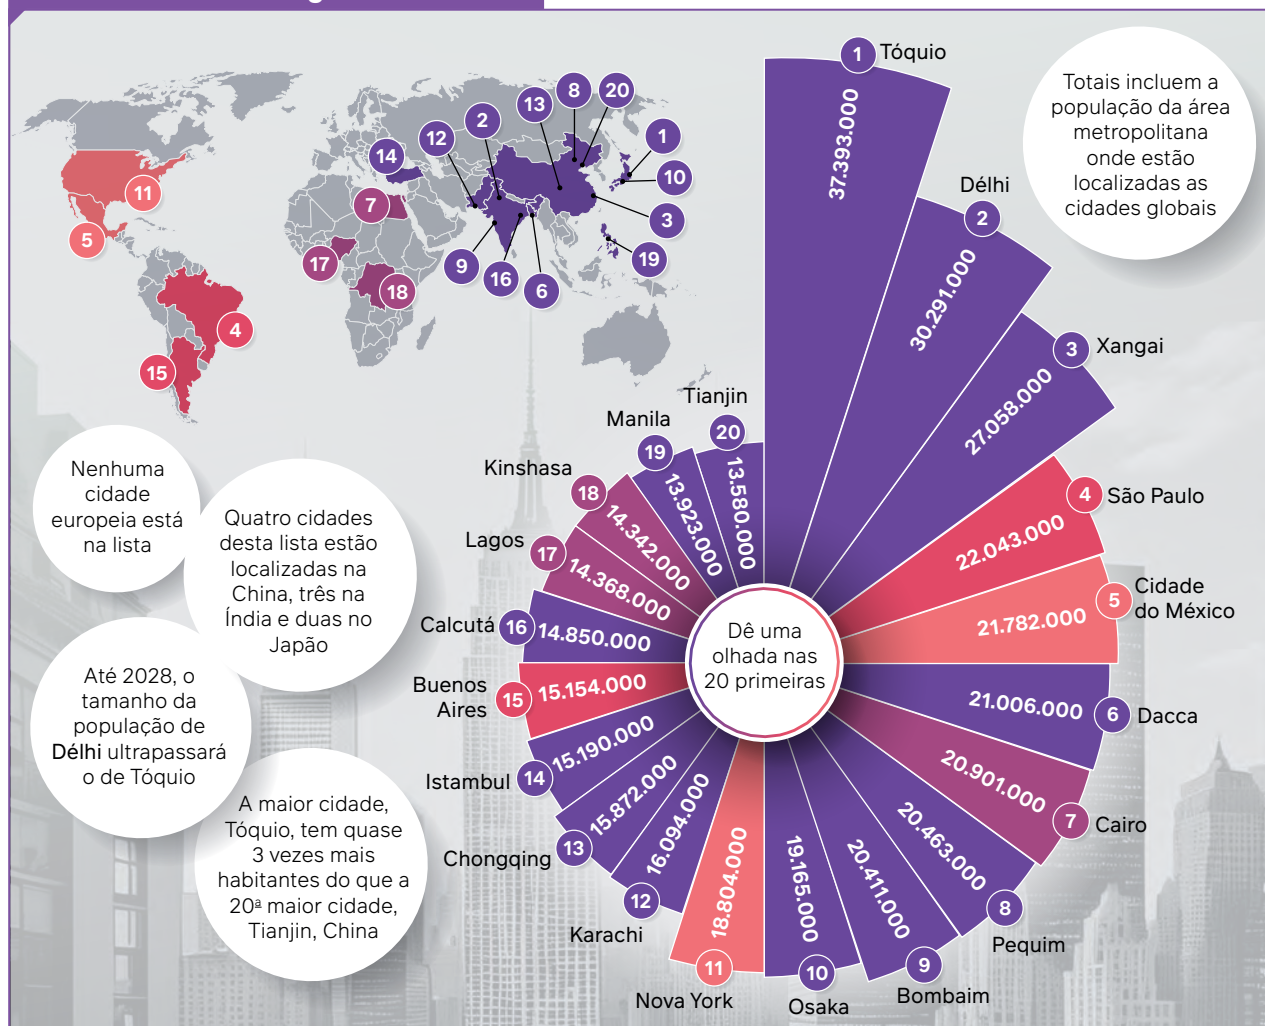 1
Tóquio
37.393.000
Totais incluem a
população da área
metropolitana
onde estão
localizadas as
cidades globais
Délhi
2
30.291.000
3
Xangai
27.058.000
4
São Paulo
22.043.000
5
Cidade
do México
21.782.000
6
Dacca
21.006.000
7
Cairo
20.901.000
8
Pequim
20.463.000
9
Bombaim
20.411.000
10
Osaka
19.165.000
11
Nova York
18.804.000
12
Karachi
16.094.000
13
Chongqing
15.872.000
14
Istambul
15.190.000
15
Buenos
Aires
15.154.000
16
Calcutá
14.850.000
17
Lagos
14.368.000
18
Kinshasa
14.342.000
19
Manila
13.923.000
20
Tianjin
13.580.000
Dê uma
olhada nas
20 primeiras
8
13
20
2
12
1
14
10
11
7
3
5
17
9
16
18
6
19
4
15
Nenhuma
cidade
europeia está
na lista
Quatro cidades
desta lista estão
localizadas na
China, três na
Índia e duas no
Japão
Até 2028, o
tamanho da
população de
Délhi ultrapassará
o de Tóquio
A maior cidade,
Tóquio, tem quase
3 vezes mais
habitantes do que a
20ª maior cidade,
Tianjin, China